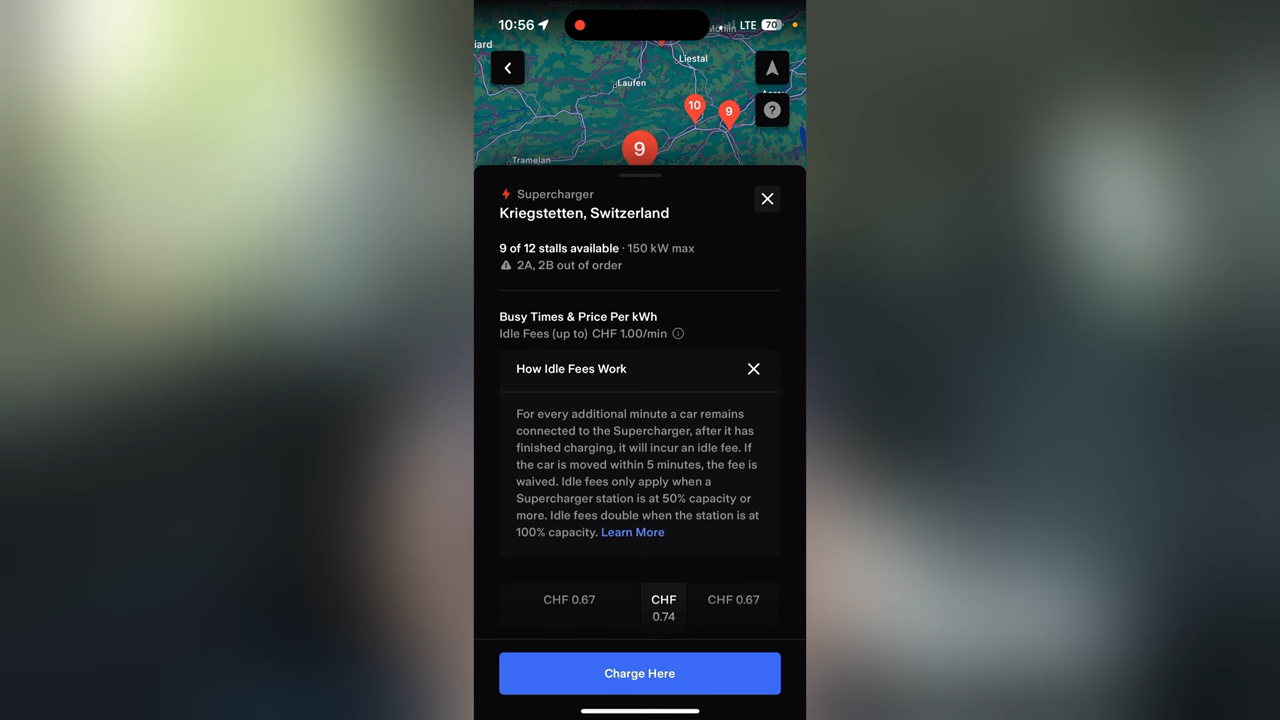 10:56
LTE 70
iard
Liestal
Laufen
10
9
?
9
Tramelan
Supercharger
Kriegstetten, Switzerland
9 of 12 stalls available · 150 kW max
2A, 2B out of order
Busy Times & Price Per kWh
Idle Fees (up to) CHF 1.00/min
How Idle Fees Work
For every additional minute a car remains
connected to the Supercharger, after it has
finished charging, it will incur an idle fee. If
the car is moved within 5 minutes, the fee is
waived. Idle fees only apply when a
Supercharger station is at 50% capacity or
more. Idle fees double when the station is at
100% capacity. Learn More
CHF 0.67
CHF
0.74
CHF 0.67
Charge Here